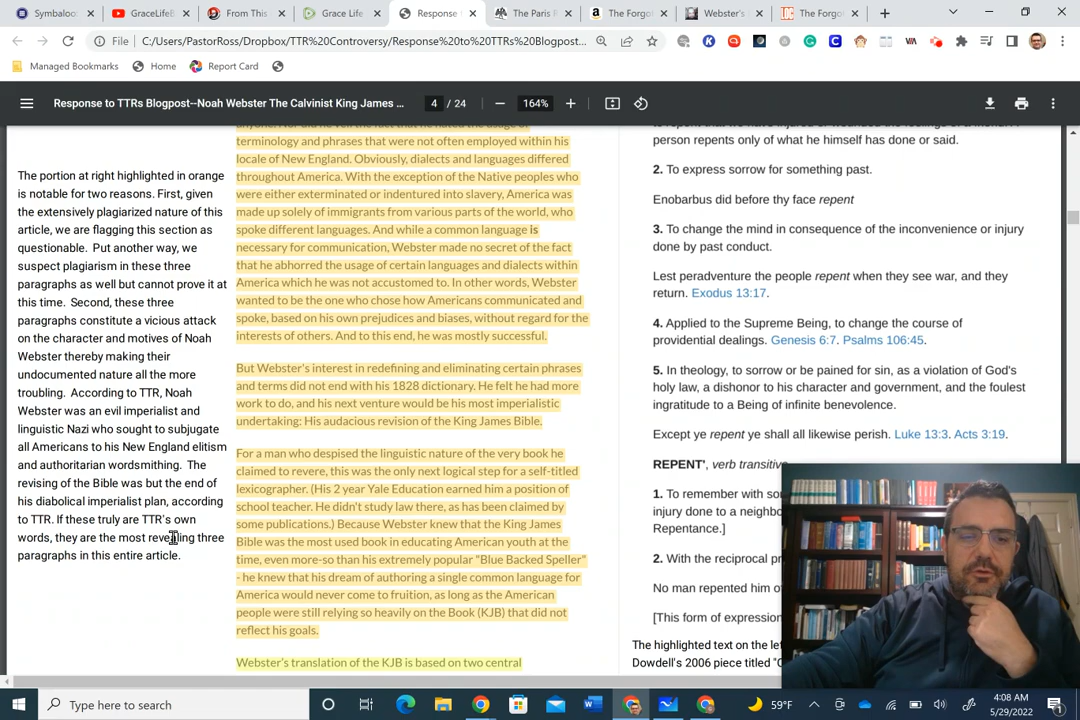 Symbaloo
GraceLifeB
From This
Grace Life
Response
The Paris R
The Forgo
Webster's
The Forgo
File
C:/Users/PastorRoss/Dropbox/TTR%20Controversy/Response%20to%20TTRs%20Blogpost...
Managed Bookmarks
Home
Report Card
Response to TTRs Blogpost--Noah Webster The Calvinist King James ...
4 / 24
164%
The portion at right highlighted in orange
is notable for two reasons. First, given
the extensively plagiarized nature of this
article, we are flagging this section as
questionable. Put another way, we
suspect plagiarism in these three
paragraphs as well but cannot prove it at
this time. Second, these three
paragraphs constitute a vicious attack
on the character and motives of Noah
Webster thereby making their
undocumented nature all the more
troubling. According to TTR, Noah
Webster was an evil imperialist and
linguistic Nazi who sought to subjugate
all Americans to his New England elitism
and authoritarian wordsmithing. The
revising of the Bible was but the end of
his diabolical imperialist plan, according
to TTR. If these truly are TTR's own
words, they are the most revealing three
paragraphs in this entire article.
anyone. Nor did he veil the fact that he hated the usage of
terminology and phrases that were not often employed within his
locale of New England. Obviously, dialects and languages differed
throughout America. With the exception of the Native peoples who
were either exterminated or indentured into slavery, America was
made up solely of immigrants from various parts of the world, who
spoke different languages. And while a common language is
necessary for communication, Webster made no secret of the fact
that he abhorred the usage of certain languages and dialects within
America which he was not accustomed to. In other words, Webster
wanted to be the one who chose how Americans communicated and
spoke, based on his own prejudices and biases, without regard for the
interests of others. And to this end, he was mostly successful.
But Webster's interest in redefining and eliminating certain phrases
and terms did not end with his 1828 dictionary. He felt he had more
work to do, and his next venture would be his most imperialistic
undertaking: His audacious revision of the King James Bible.
For a man who despised the linguistic nature of the very book he
claimed to revere, this was the only next logical step for a self-titled
lexicographer. (His 2 year Yale Education earned him a position of
school teacher. He didn't study law there, as has been claimed by
some publications.) Because Webster knew that the King James
Bible was the most used book in educating American youth at the
time, even more-so than his extremely popular "Blue Backed Speller"
- he knew that his dream of authoring a single common language for
America would never come to fruition, as long as the American
people were still relying so heavily on the Book (KJB) that did not
reflect his goals.
Webster's translation of the KJB is based on two central
person repents only of what he himself has done or said.
2. To express sorrow for something past.
Enobarbus did before thy face repent
3. To change the mind in consequence of the inconvenience or injury
done by past conduct.
Lest peradventure the people repent when they see war, and they
return. Exodus 13:17.
4. Applied to the Supreme Being, to change the course of
providential dealings. Genesis 6:7. Psalms 106:45.
5. In theology, to sorrow or be pained for sin, as a violation of God's
holy law, a dishonor to his character and government, and the foulest
ingratitude to a Being of infinite benevolence.
Except ye repent ye shall all likewise perish. Luke 13:3. Acts 3:19.
REPENT', verb transitive
1. To remember with so
injury done to a neighbo
Repentance.]
2. With the reciprocal pr
No man repented him o
[This form of expression
The highlighted text on the lef
Dowdell's 2006 piece titled "C
Type here to search
59°F
4:08 AM
5/29/2022